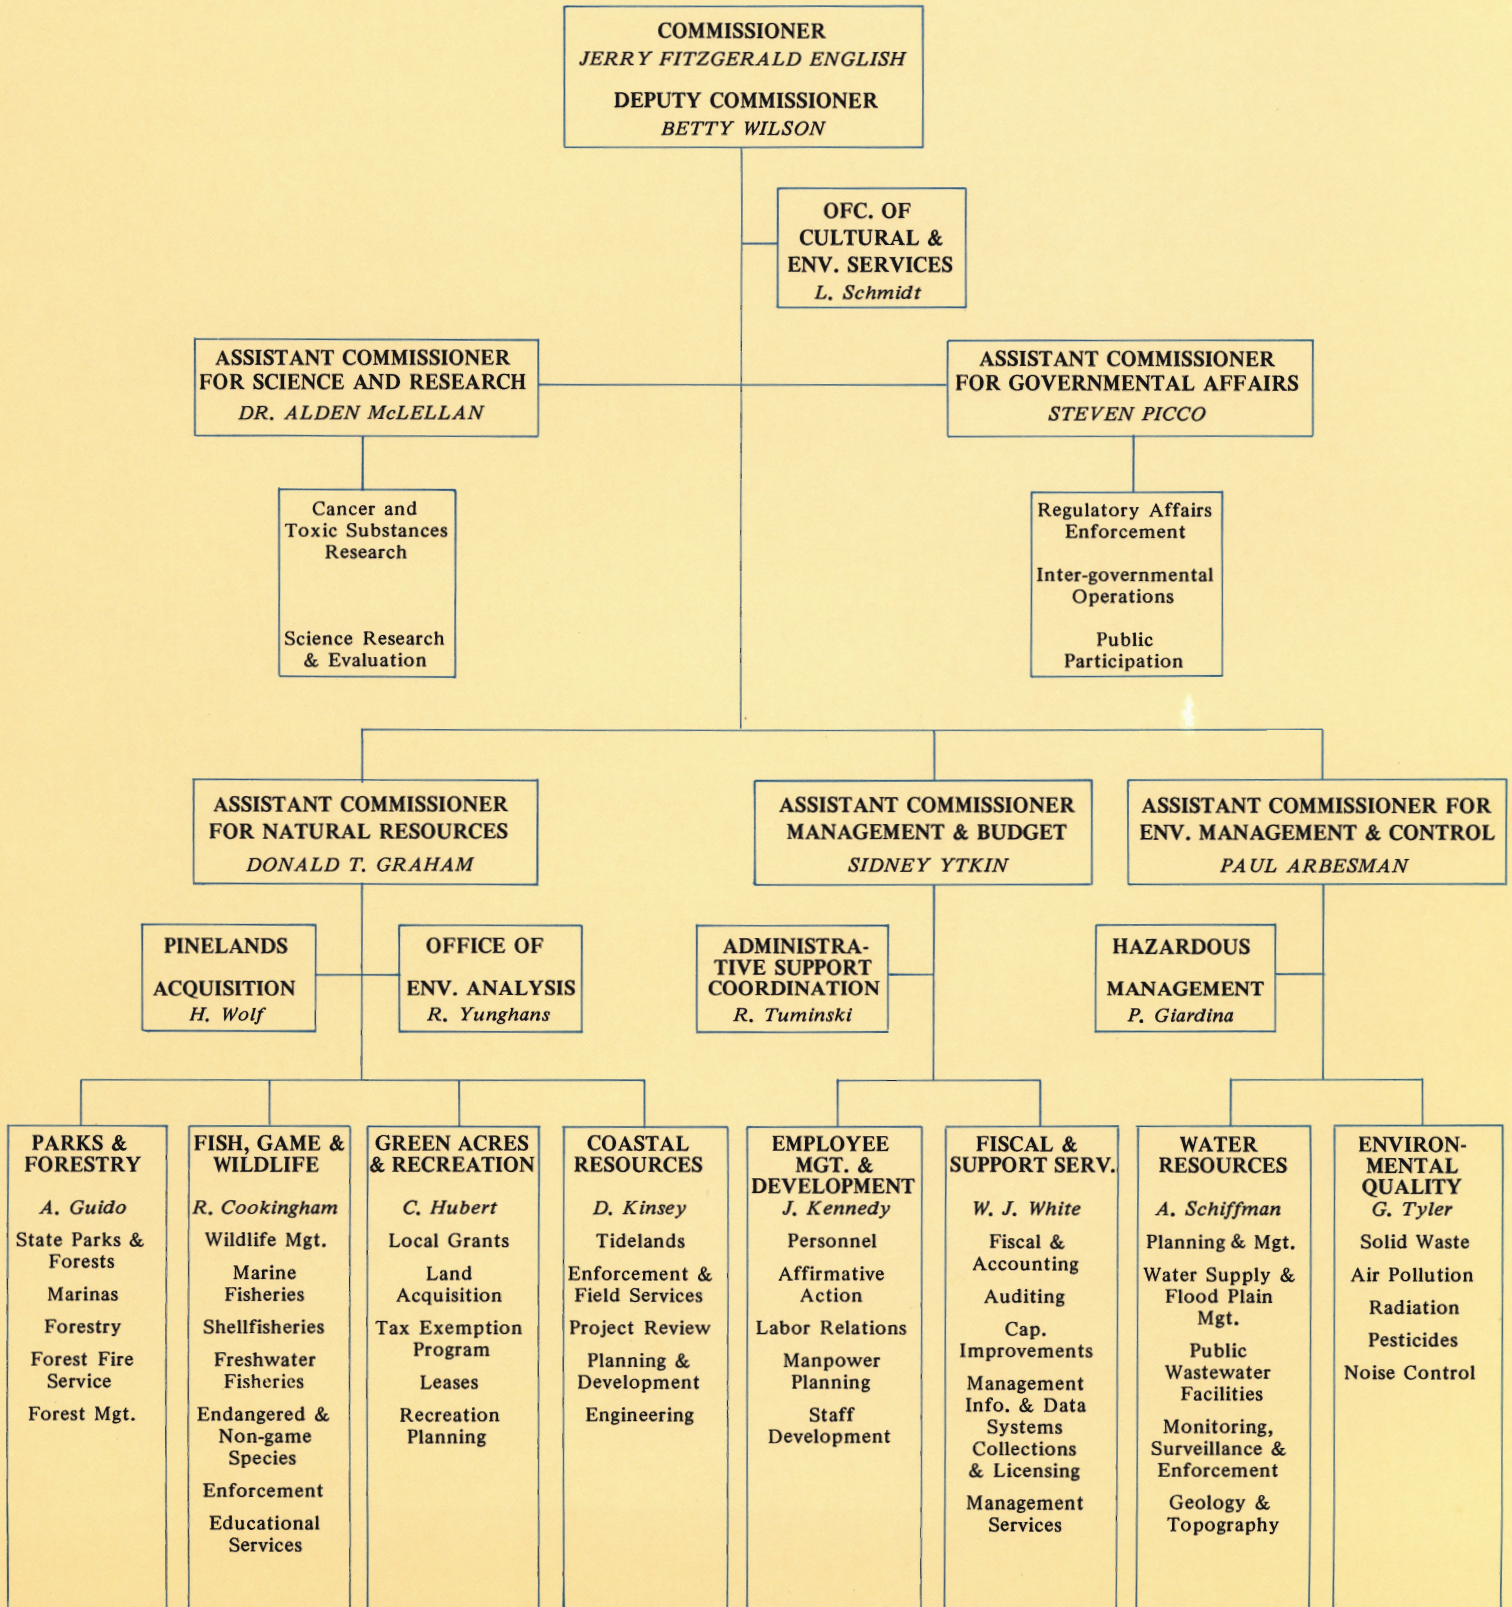 COMMISSIONER
JERRY FITZGERALD ENGLISH
DEPUTY COMMISSIONER
BETTY WILSON
OFC. OF
CULTURAL &
ENV. SERVICES
L. Schmidt
ASSISTANT COMMISSIONER
FOR SCIENCE AND RESEARCH
DR. ALDEN McLELLAN
ASSISTANT COMMISSIONER
FOR GOVERNMENTAL AFFAIRS
STEVEN PICCO
Cancer and
Toxic Substances
Research
Science Research
& Evaluation
Regulatory Affairs
Enforcement
Inter-governmental
Operations
Public
Participation
ASSISTANT COMMISSIONER
FOR NATURAL RESOURCES
DONALD T. GRAHAM
ASSISTANT COMMISSIONER
MANAGEMENT & BUDGET
SIDNEY YTKIN
ASSISTANT COMMISSIONER FOR
ENV. MANAGEMENT & CONTROL
PAUL ARBESMAN
PINELANDS
ACQUISITION
H. Wolf
OFFICE OF
ENV. ANALYSIS
R. Yunghans
ADMINISTRA-
TIVE SUPPORT
COORDINATION
R. Tuminski
HAZARDOUS
MANAGEMENT
P. Giardina
PARKS &
FORESTRY
A. Guido
State Parks &
Forests
Marinas
Forestry
Forest Fire
Service
Forest Mgt.
FISH, GAME &
WILDLIFE
R. Cookingham
Wildlife Mgt.
Marine
Fisheries
Shellfisheries
Freshwater
Fisheries
Endangered &
Non-game
Species
Enforcement
Educational
Services
GREEN ACRES
& RECREATION
C. Hubert
Local Grants
Land
Acquisition
Tax Exemption
Program
Leases
Recreation
Planning
COASTAL
RESOURCES
D. Kinsey
Tidelands
Enforcement &
Field Services
Project Review
Planning &
Development
Engineering
EMPLOYEE
MGT. &
DEVELOPMENT
J. Kennedy
Personnel
Affirmative
Action
Labor Relations
Manpower
Planning
Staff
Development
FISCAL &
SUPPORT SERV.
W. J. White
Fiscal &
Accounting
Auditing
Cap.
Improvements
Management
Info. & Data
Systems
Collections
& Licensing
Management
Services
WATER
RESOURCES
A. Schiffman
Planning & Mgt.
Water Supply &
Flood Plain
Mgt.
Public
Wastewater
Facilities
Monitoring,
Surveillance &
Enforcement
Geology &
Topography
ENVIRON-
MENTAL
QUALITY
G. Tyler
Solid Waste
Air Pollution
Radiation
Pesticides
Noise Control